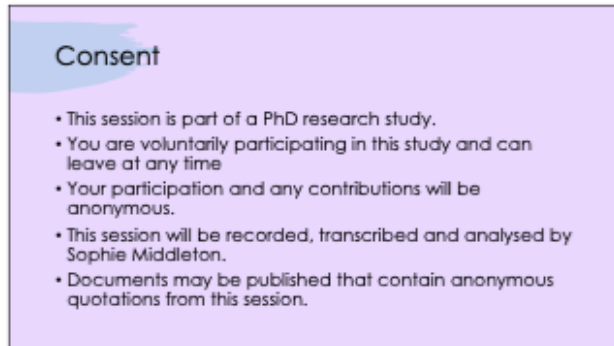 Consent
• This session is part of a PhD research study.
• You are voluntarily participating in this study and can
leave at any time
• Your participation and any contributions will be
anonymous.
• This session will be recorded, transcribed and analysed by
Sophie Middleton.
• Documents may be published that contain anonymous
quotations from this session.